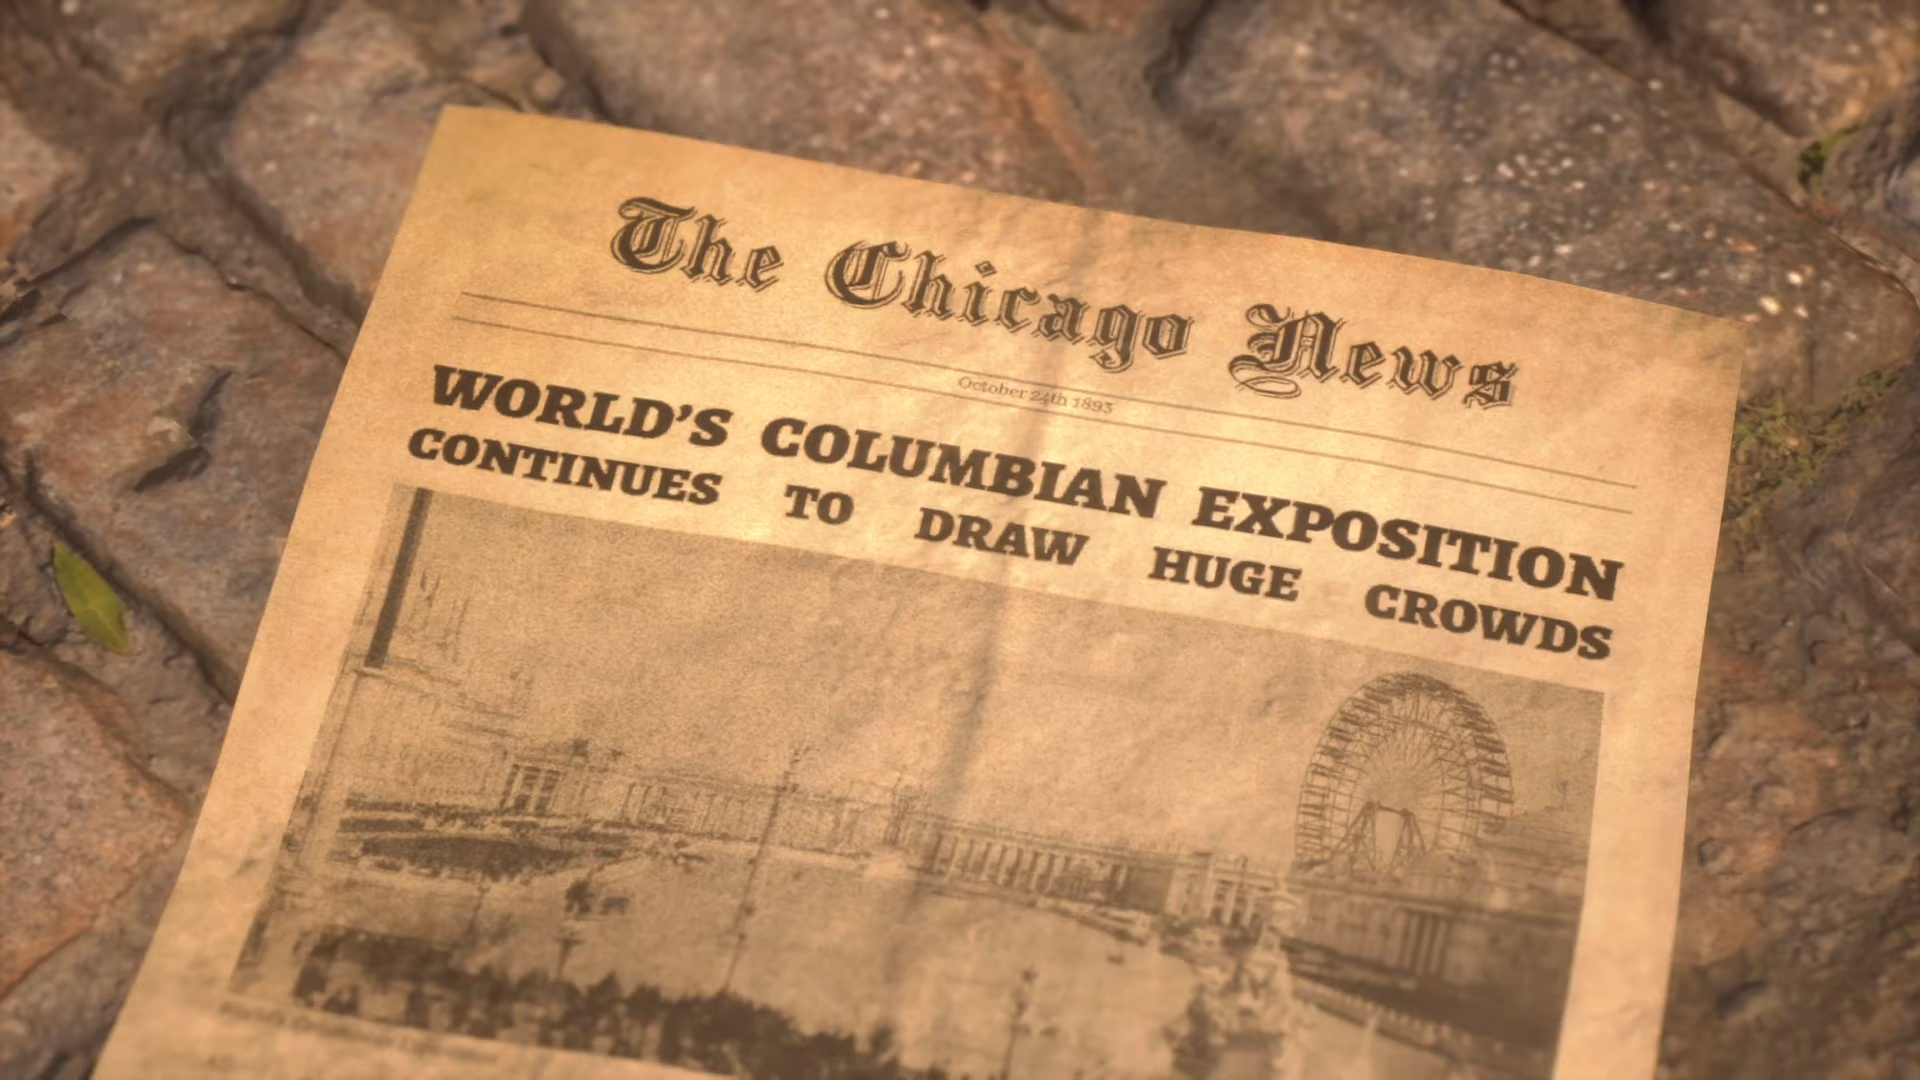 The Chicago News
October 24th 1893
WORLD'S COLUMBIAN EXPOSITION
CONTINUES TO DRAW HUGE CROWDS